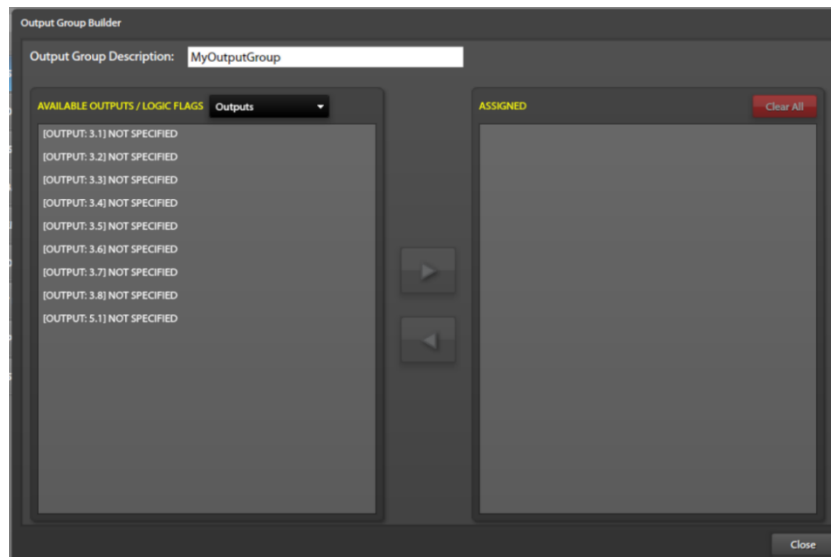 Output Group Builder
Output Group Description: MyOutputGroup
AVAILABLE OUTPUTS / LOGIC FLAGS Outputs
[OUTPUT: 3.1] NOT SPECIFIED
[OUTPUT: 3.2] NOT SPECIFIED
[OUTPUT: 3.3] NOT SPECIFIED
[OUTPUT: 3.4] NOT SPECIFIED
[OUTPUT: 3.5] NOT SPECIFIED
[OUTPUT: 3.6] NOT SPECIFIED
[OUTPUT: 3.7] NOT SPECIFIED
[OUTPUT: 3.8] NOT SPECIFIED
[OUTPUT: 5.1] NOT SPECIFIED
ASSIGNED Clear All
Close